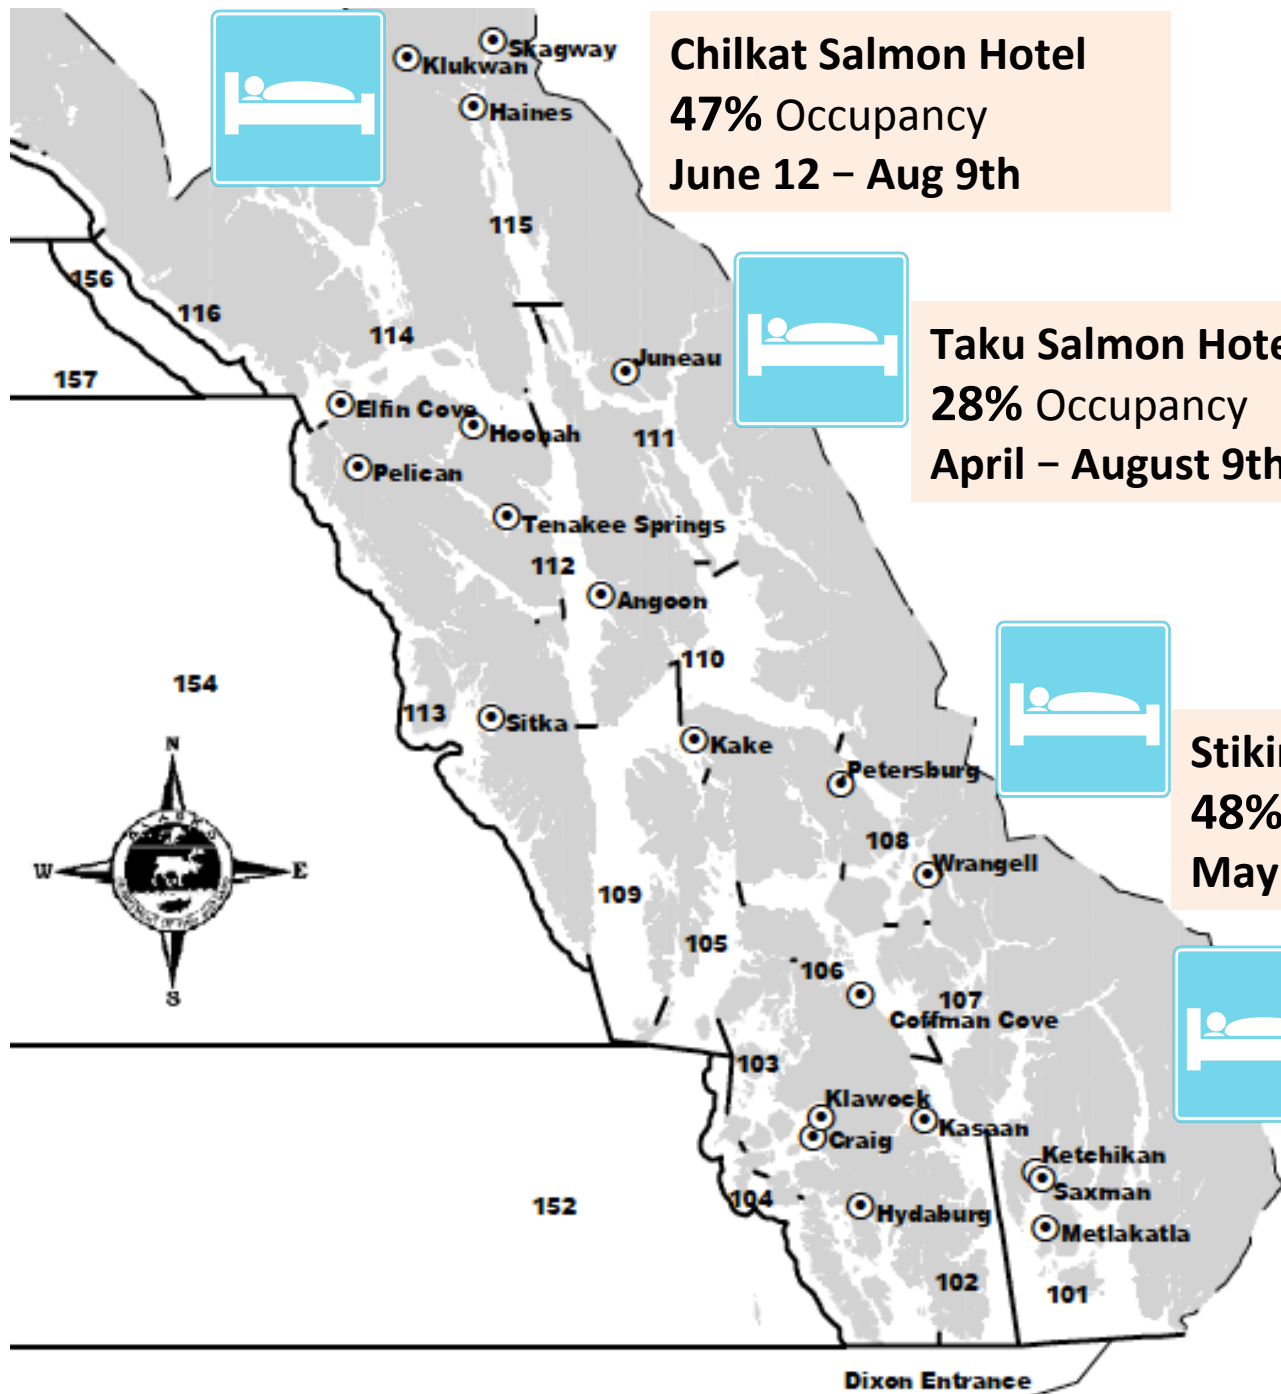 Chilkat Salmon Hotel
47% Occupancy
June 12 – Aug 9th
Skagway
Klukwan
Haines
115
156
116
114
157
Juneau
Taku Salmon Hote
28% Occupancy
April – August 9th
Elfin Cove
Hoonah
111
Pelican
Tenakee Springs
112
Angoon
110
154
113
Sitka
Kake
N
W
E
S
ALASKA
Petersburg
Stikin
48%
May
108
Wrangell
109
105
106
107
Coffman Cove
103
Klawock
Craig
Kasaan
Ketchikan
Saxman
104
152
Hydaburg
Metlakatla
102
101
Dixon Entrance